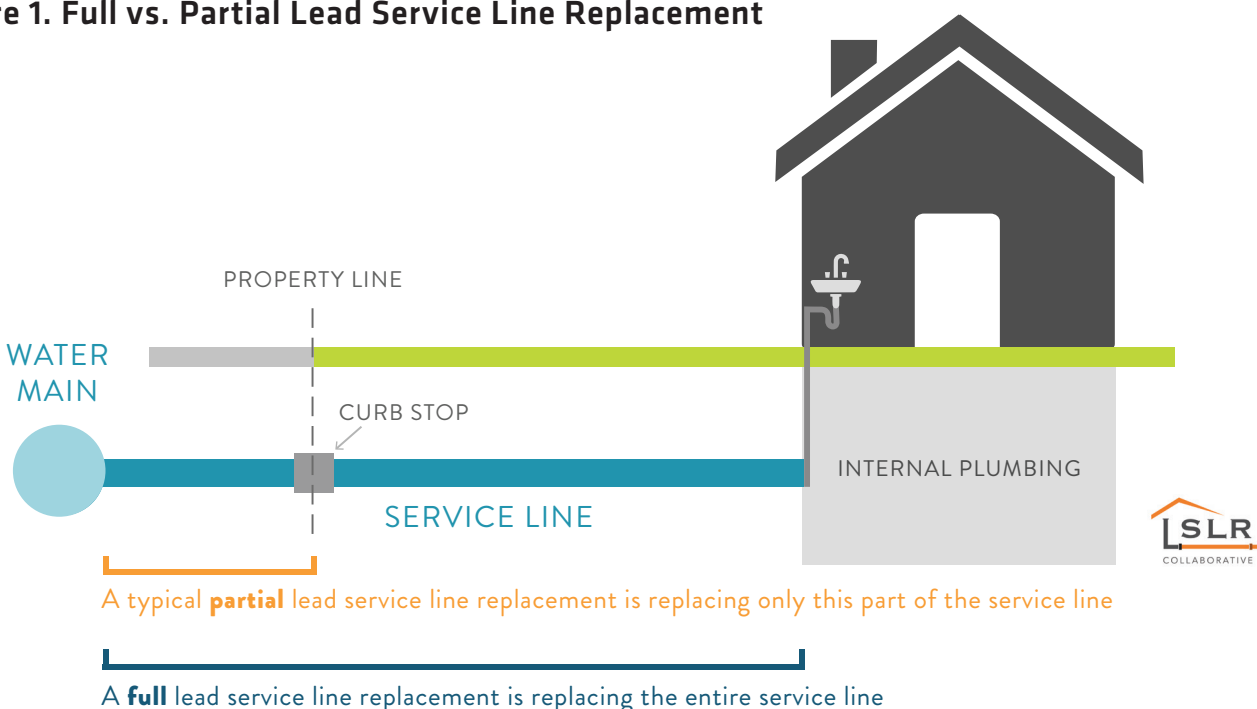 1. Full vs. Partial Lead Service Line Replacement
PROPERTY LINE
WATER
MAIN
CURB STOP
INTERNAL PLUMBING
SERVICE LINE
LSLR
COLLABORATIVE
A typical partial lead service line replacement is replacing only this part of the service line
A full lead service line replacement is replacing the entire service line